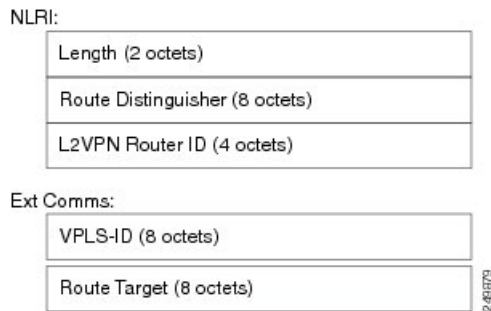 NLRI:
Length (2 octets)
Route Distinguisher (8 octets)
L2VPN Router ID (4 octets)
Ext Comms:
VPLS-ID (8 octets)
Route Target (8 octets)
249879